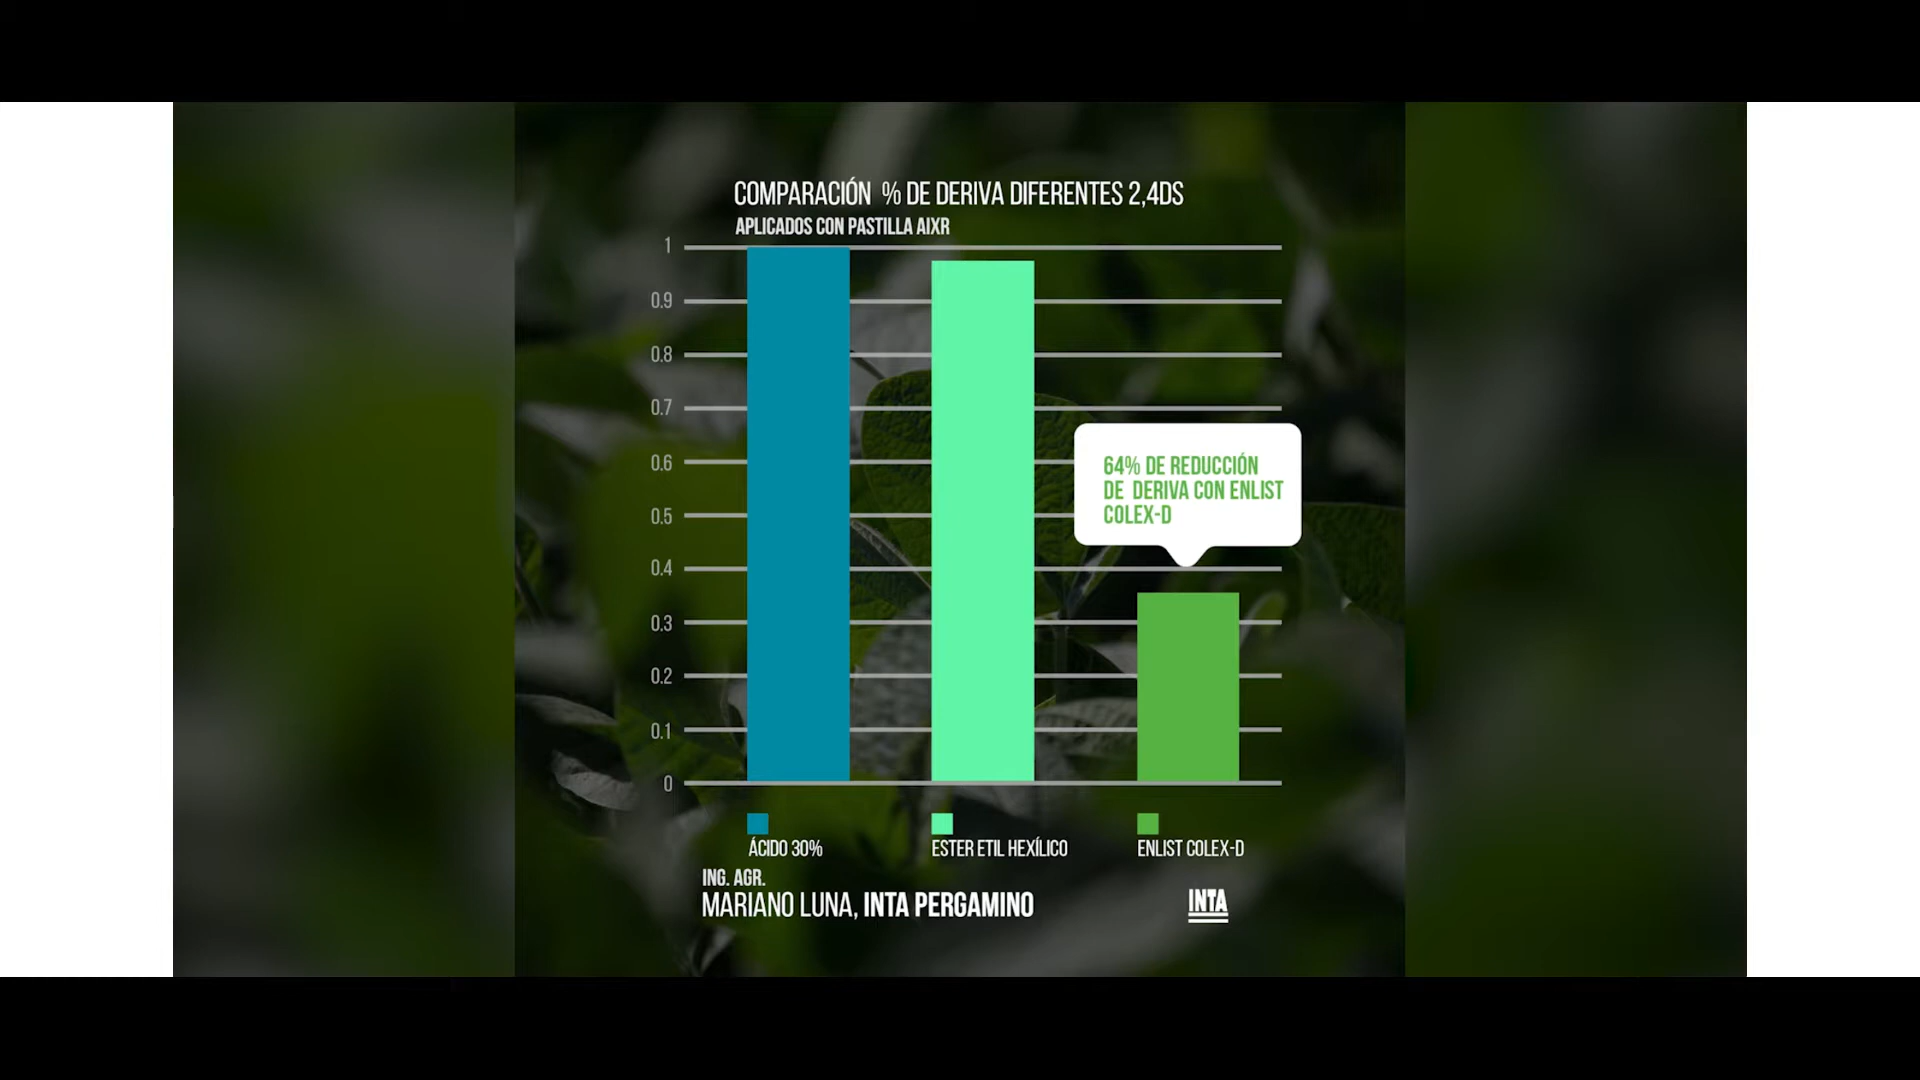 COMPARACIÓN % DE DERIVA DIFERENTES 2,4DS
APLICADOS CON PASTILLA AIXR
1
0.9
0.8
0.7
0.6
0.5
0.4
0.3
0.2
0.1
0
64% DE REDUCCIÓN
DE DERIVA CON ENLIST
COLEX-D
ÁCIDO 30%
ESTER ETIL HEXÍLICO
ENLIST COLEX-D
ING. AGR.
MARIANO LUNA, INTA PERGAMINO
INTA